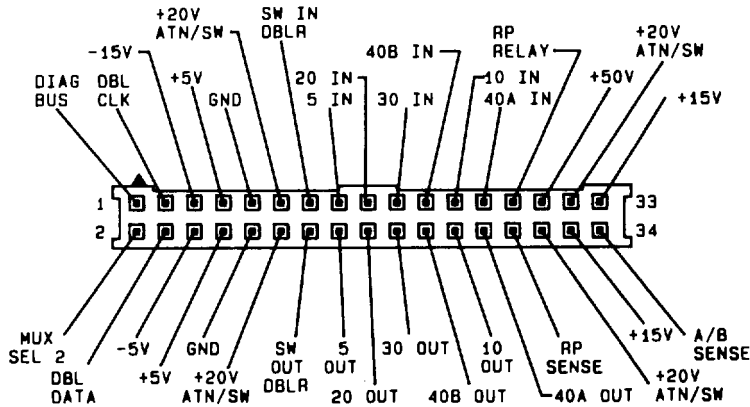 +20V
ATN/SW
SW IN
DBLR
RP
RELAY
+20V
ATN/SW
-15V
40B IN
DIAG
BUS
DBL
CLK
+5V
GND
20 IN
5 IN
30 IN
10 IN
40A IN
+50V
+15V
1
33
2
34
MUX
SEL 2
DBL
DATA
-5V
+5V
GND
+20V
ATN/SW
SW
OUT
DBLR
5
OUT
20 OUT
30 OUT
40B OUT
10
OUT
RP
SENSE
40A OUT
+15V
+20V
ATN/SW
A/B
SENSE